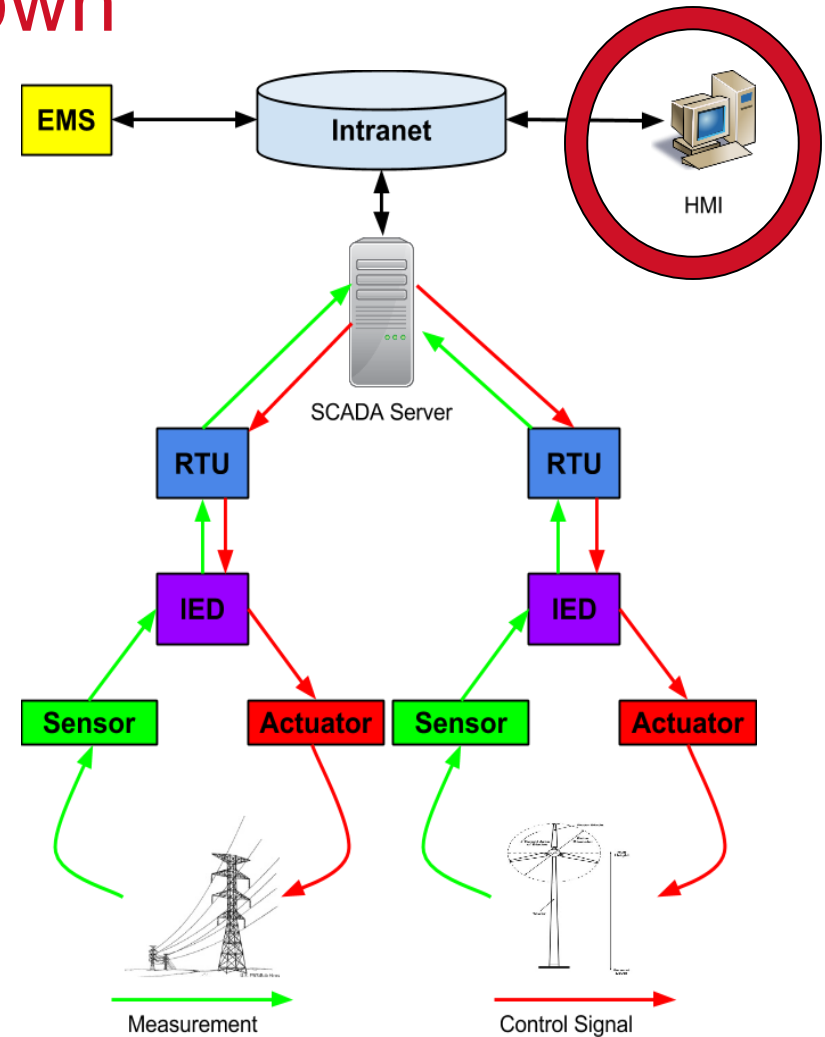 own
EMS
Intranet
HMI
SCADA Server
RTU
RTU
IED
IED
Sensor
Actuator
Sensor
Actuator
Measurement
Control Signal